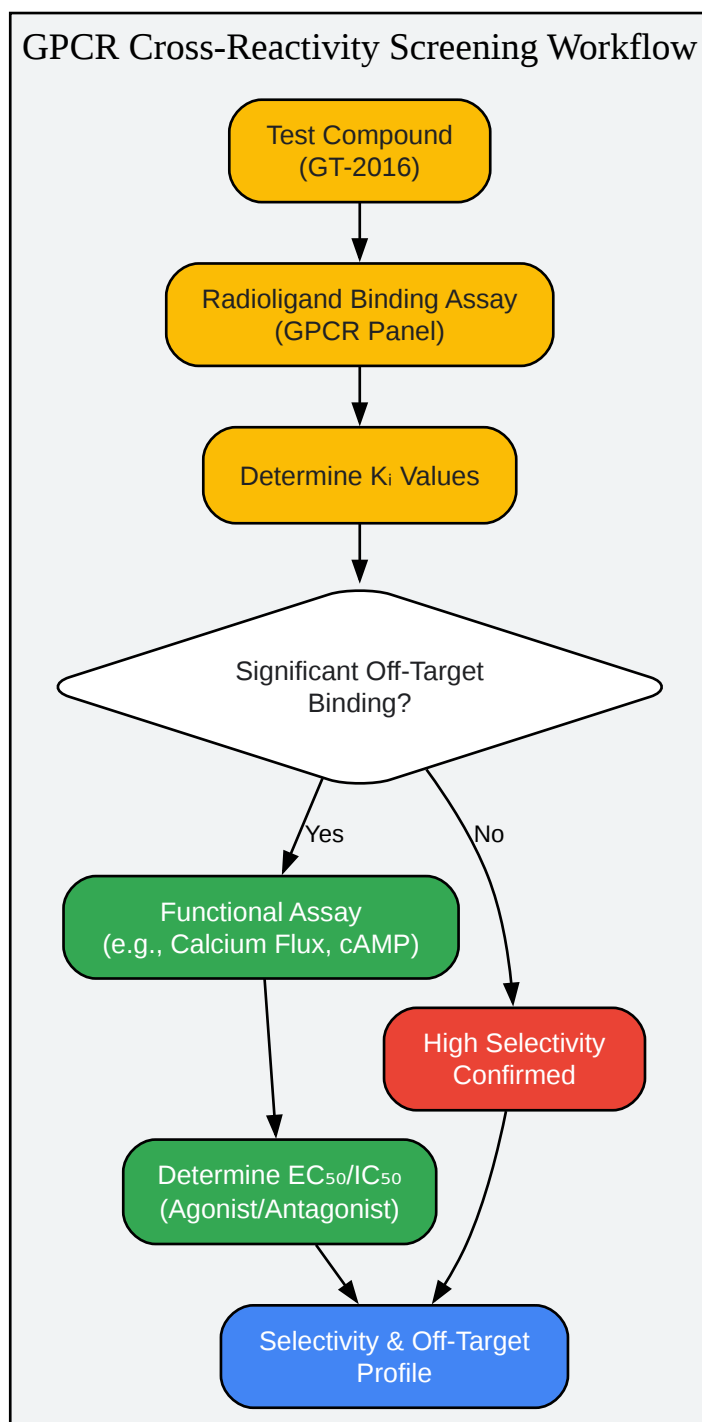 GPCR Cross-Reactivity Screening Workflow
Test Compound
(GT-2016)
Radioligand Binding Assay
(GPCR Panel)
Determine Kᵢ Values
Significant Off-Target
Binding?
Yes
No
Functional Assay
(e.g., Calcium Flux, cAMP)
High Selectivity
Confirmed
Determine EC₅₀/IC₅₀
(Agonist/Antagonist)
Selectivity & Off-Target
Profile